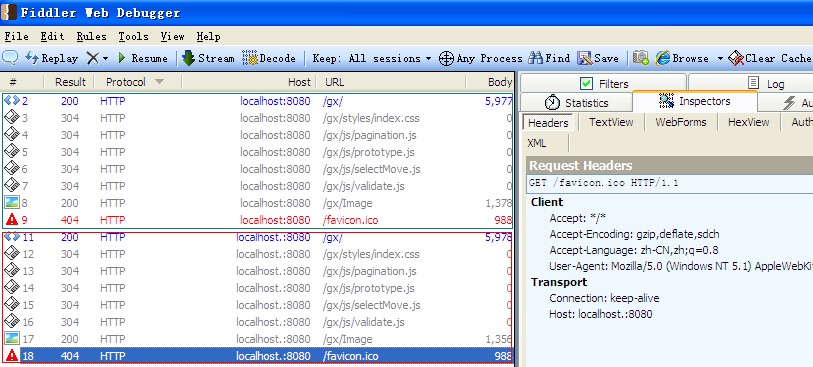 Fiddler Web Debugger
File Edit Rules Tools View Help
Replay Resume Stream Decode Keep: All sessions Any Process Find Save Browse Clear Cache
# Result Protocol Host URL Body
2 200 HTTP localhost:8080 /gx/ 5,977
3 304 HTTP localhost:8080 /gx/styles/index.css 0
4 304 HTTP localhost:8080 /gx/js/pagination.js 0
5 304 HTTP localhost:8080 /gx/js/prototype.js 0
6 304 HTTP localhost:8080 /gx/js/selectMove.js 0
7 304 HTTP localhost:8080 /gx/js/validate.js 0
8 200 HTTP localhost:8080 /gx/Image 1,378
9 404 HTTP localhost:8080 /favicon.ico 988
11 200 HTTP localhost.:8080 /gx/ 5,978
12 304 HTTP localhost.:8080 /gx/styles/index.css 0
13 304 HTTP localhost.:8080 /gx/js/pagination.js 0
14 304 HTTP localhost.:8080 /gx/js/prototype.js 0
15 304 HTTP localhost.:8080 /gx/js/selectMove.js 0
16 304 HTTP localhost.:8080 /gx/js/validate.js 0
17 200 HTTP localhost.:8080 /gx/Image 1,356
18 404 HTTP localhost.:8080 /favicon.ico 988
Filters Log
Statistics Inspectors Au
Headers TextView WebForms HexView Auth
XML
Request Headers
GET /favicon.ico HTTP/1.1
Client
Accept: */*
Accept-Encoding: gzip,deflate,sdch
Accept-Language: zh-CN,zh;q=0.8
User-Agent: Mozilla/5.0 (Windows NT 5.1) AppleWebKi
Transport
Connection: keep-alive
Host: localhost.:8080